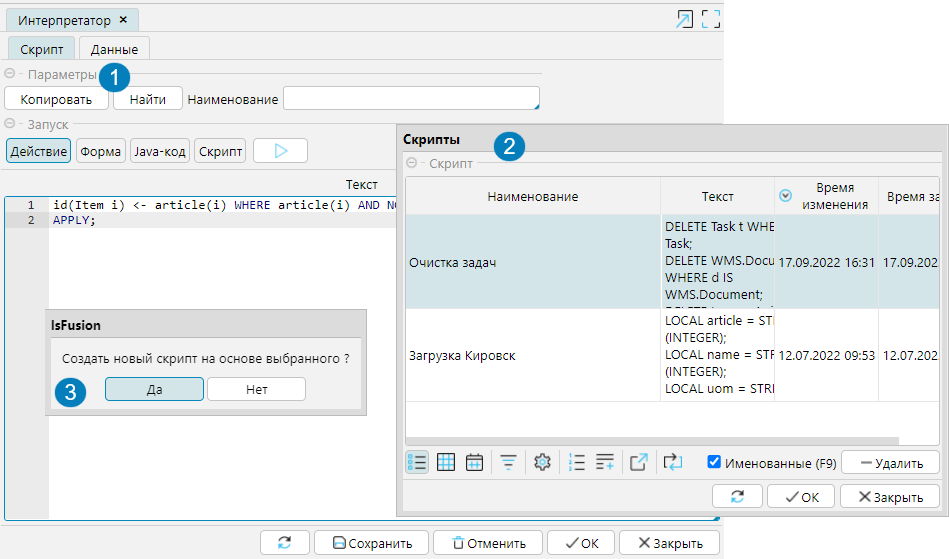 Интерпретатор ×
Скрипт Данные
Параметры 1
Копировать Найти Наименование
Запуск
Действие Форма Java-код Скрипт
Текст
1 id(Item i) <- article(i) WHERE article(i) AND NO
2 APPLY;
Скрипты 2
Скрипт
Наименование Текст Время изменения Время за
Очистка задач
DELETE Task t WHE
Task;
DELETE WMS.Docu
WHERE d IS
WMS.Document;
17.09.2022 16:31 17.09.202
Загрузка Кировск
LOCAL article = STR
(INTEGER);
LOCAL name = STR
(INTEGER);
LOCAL uom = STRI
12.07.2022 09:53 12.07.202
Именованные (F9) Удалить
OK Закрыть
lsFusion
Создать новый скрипт на основе выбранного ?
3 Да Нет
Сохранить Отменить OK Закрыть